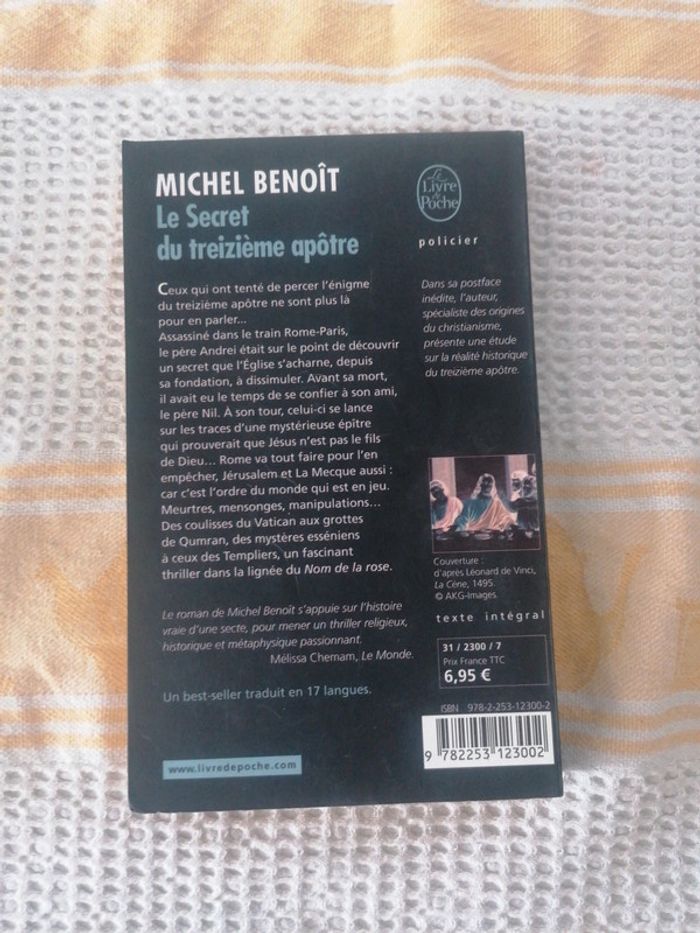 MICHEL BENOÎT
Le Secret
du treizième apôtre
Ceux qui ont tenté de percer l'énigme
du treizième apôtre ne sont plus là
pour en parler...
Assassiné dans le train Rome-Paris,
le père Andrei était sur le point de découvrir
un secret que l'Église s'acharne, depuis
sa fondation, à dissimuler. Avant sa mort,
il avait eu le temps de se confier à son ami,
le père Nil. À son tour, celui-ci se lance
sur les traces d'une mystérieuse épître
qui prouverait que Jésus n'est pas le fils
de Dieu... Rome va tout faire pour l'en
empêcher, Jérusalem et La Mecque aussi :
car c'est l'ordre du monde qui est en jeu.
Meurtres, mensonges, manipulations...
Des coulisses du Vatican aux grottes
de Qumran, des mystères esséniens
à ceux des Templiers, un fascinant
thriller dans la lignée du Nom de la rose.
Le roman de Michel Benoît s'appuie sur l'histoire
vraie d'une secte, pour mener un thriller religieux,
historique et métaphysique passionnant.
Mélissa Chemam, Le Monde.
Un best-seller traduit en 17 langues.
www.livredepoche.com
Le
Livre
de
Poche
policier
Dans sa postface
inédite, l'auteur,
spécialiste des origines
du christianisme,
présente une étude
sur la réalité historique
du treizième apôtre.
Couverture :
d'après Léonard de Vinci,
La Cène, 1495.
© AKG-Images.
texte intégral
31 / 2300 / 7
Prix France TTC
6,95 €
ISBN 978-2-253-12300-2
9 782253 123002